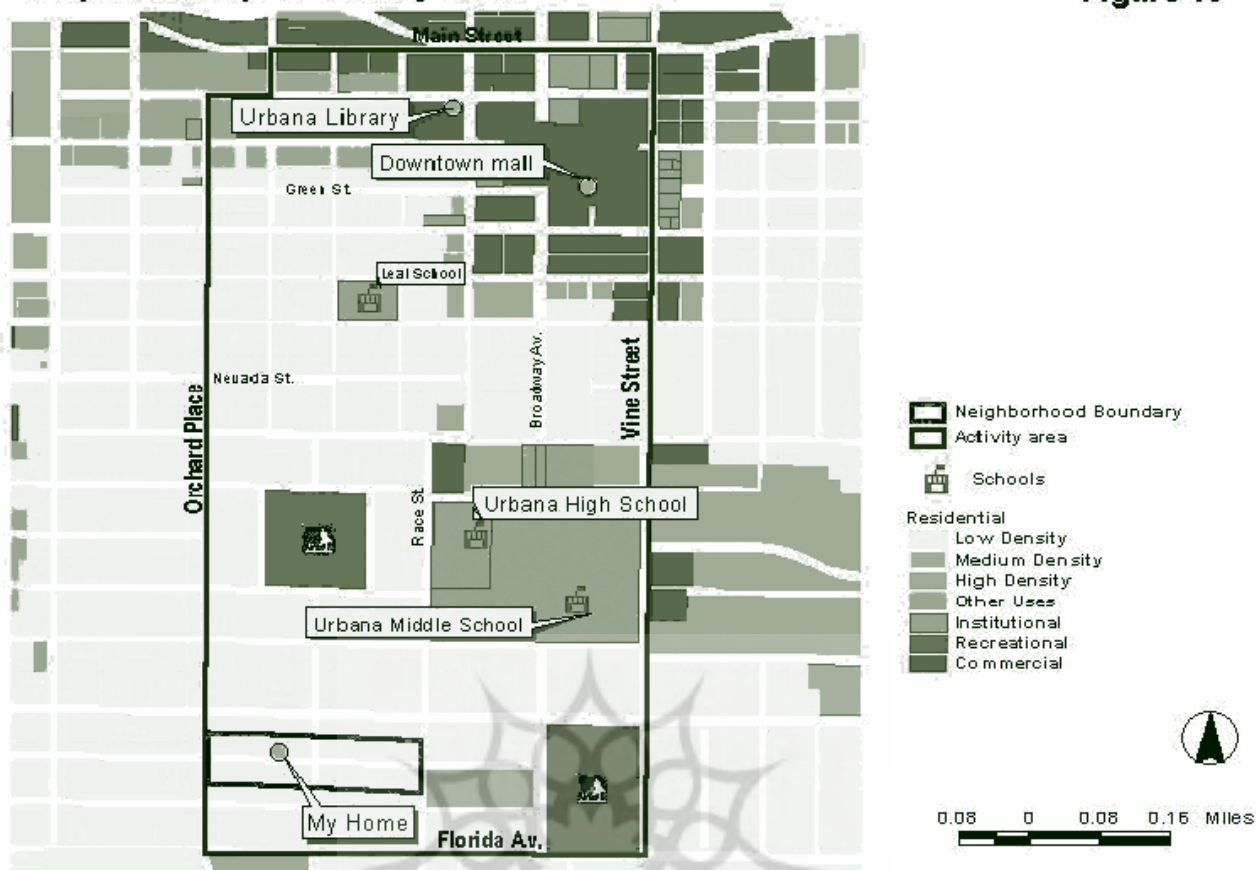 Main Street
Urbana Library
Downtown mall
Green St.
Leal School
Nevada St.
Broadway Av.
Vine Street
Orchard Place
Race St.
Urbana High School
Urbana Middle School
My Home
Florida Av.
Neighborhood Boundary
Activity area
Schools
Residential
Low Density
Medium Density
High Density
Other Uses
Institutional
Recreational
Commercial
0.08 0 0.08 0.16 Miles